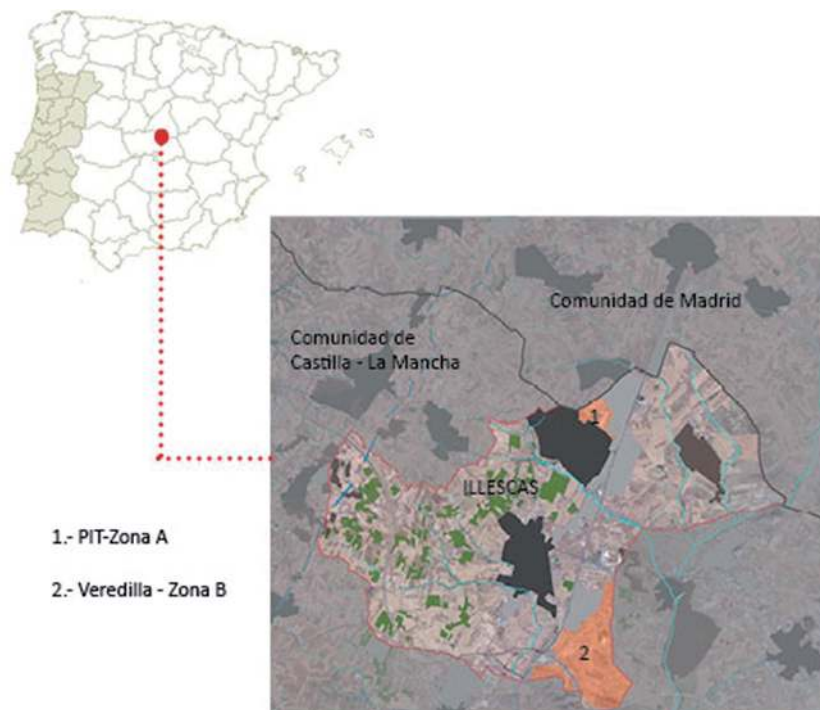 Comunidad de Madrid
Comunidad de
Castilla - La Mancha
1
ILLESCAS
1.- PIT-Zona A
2.- Veredilla - Zona B
2